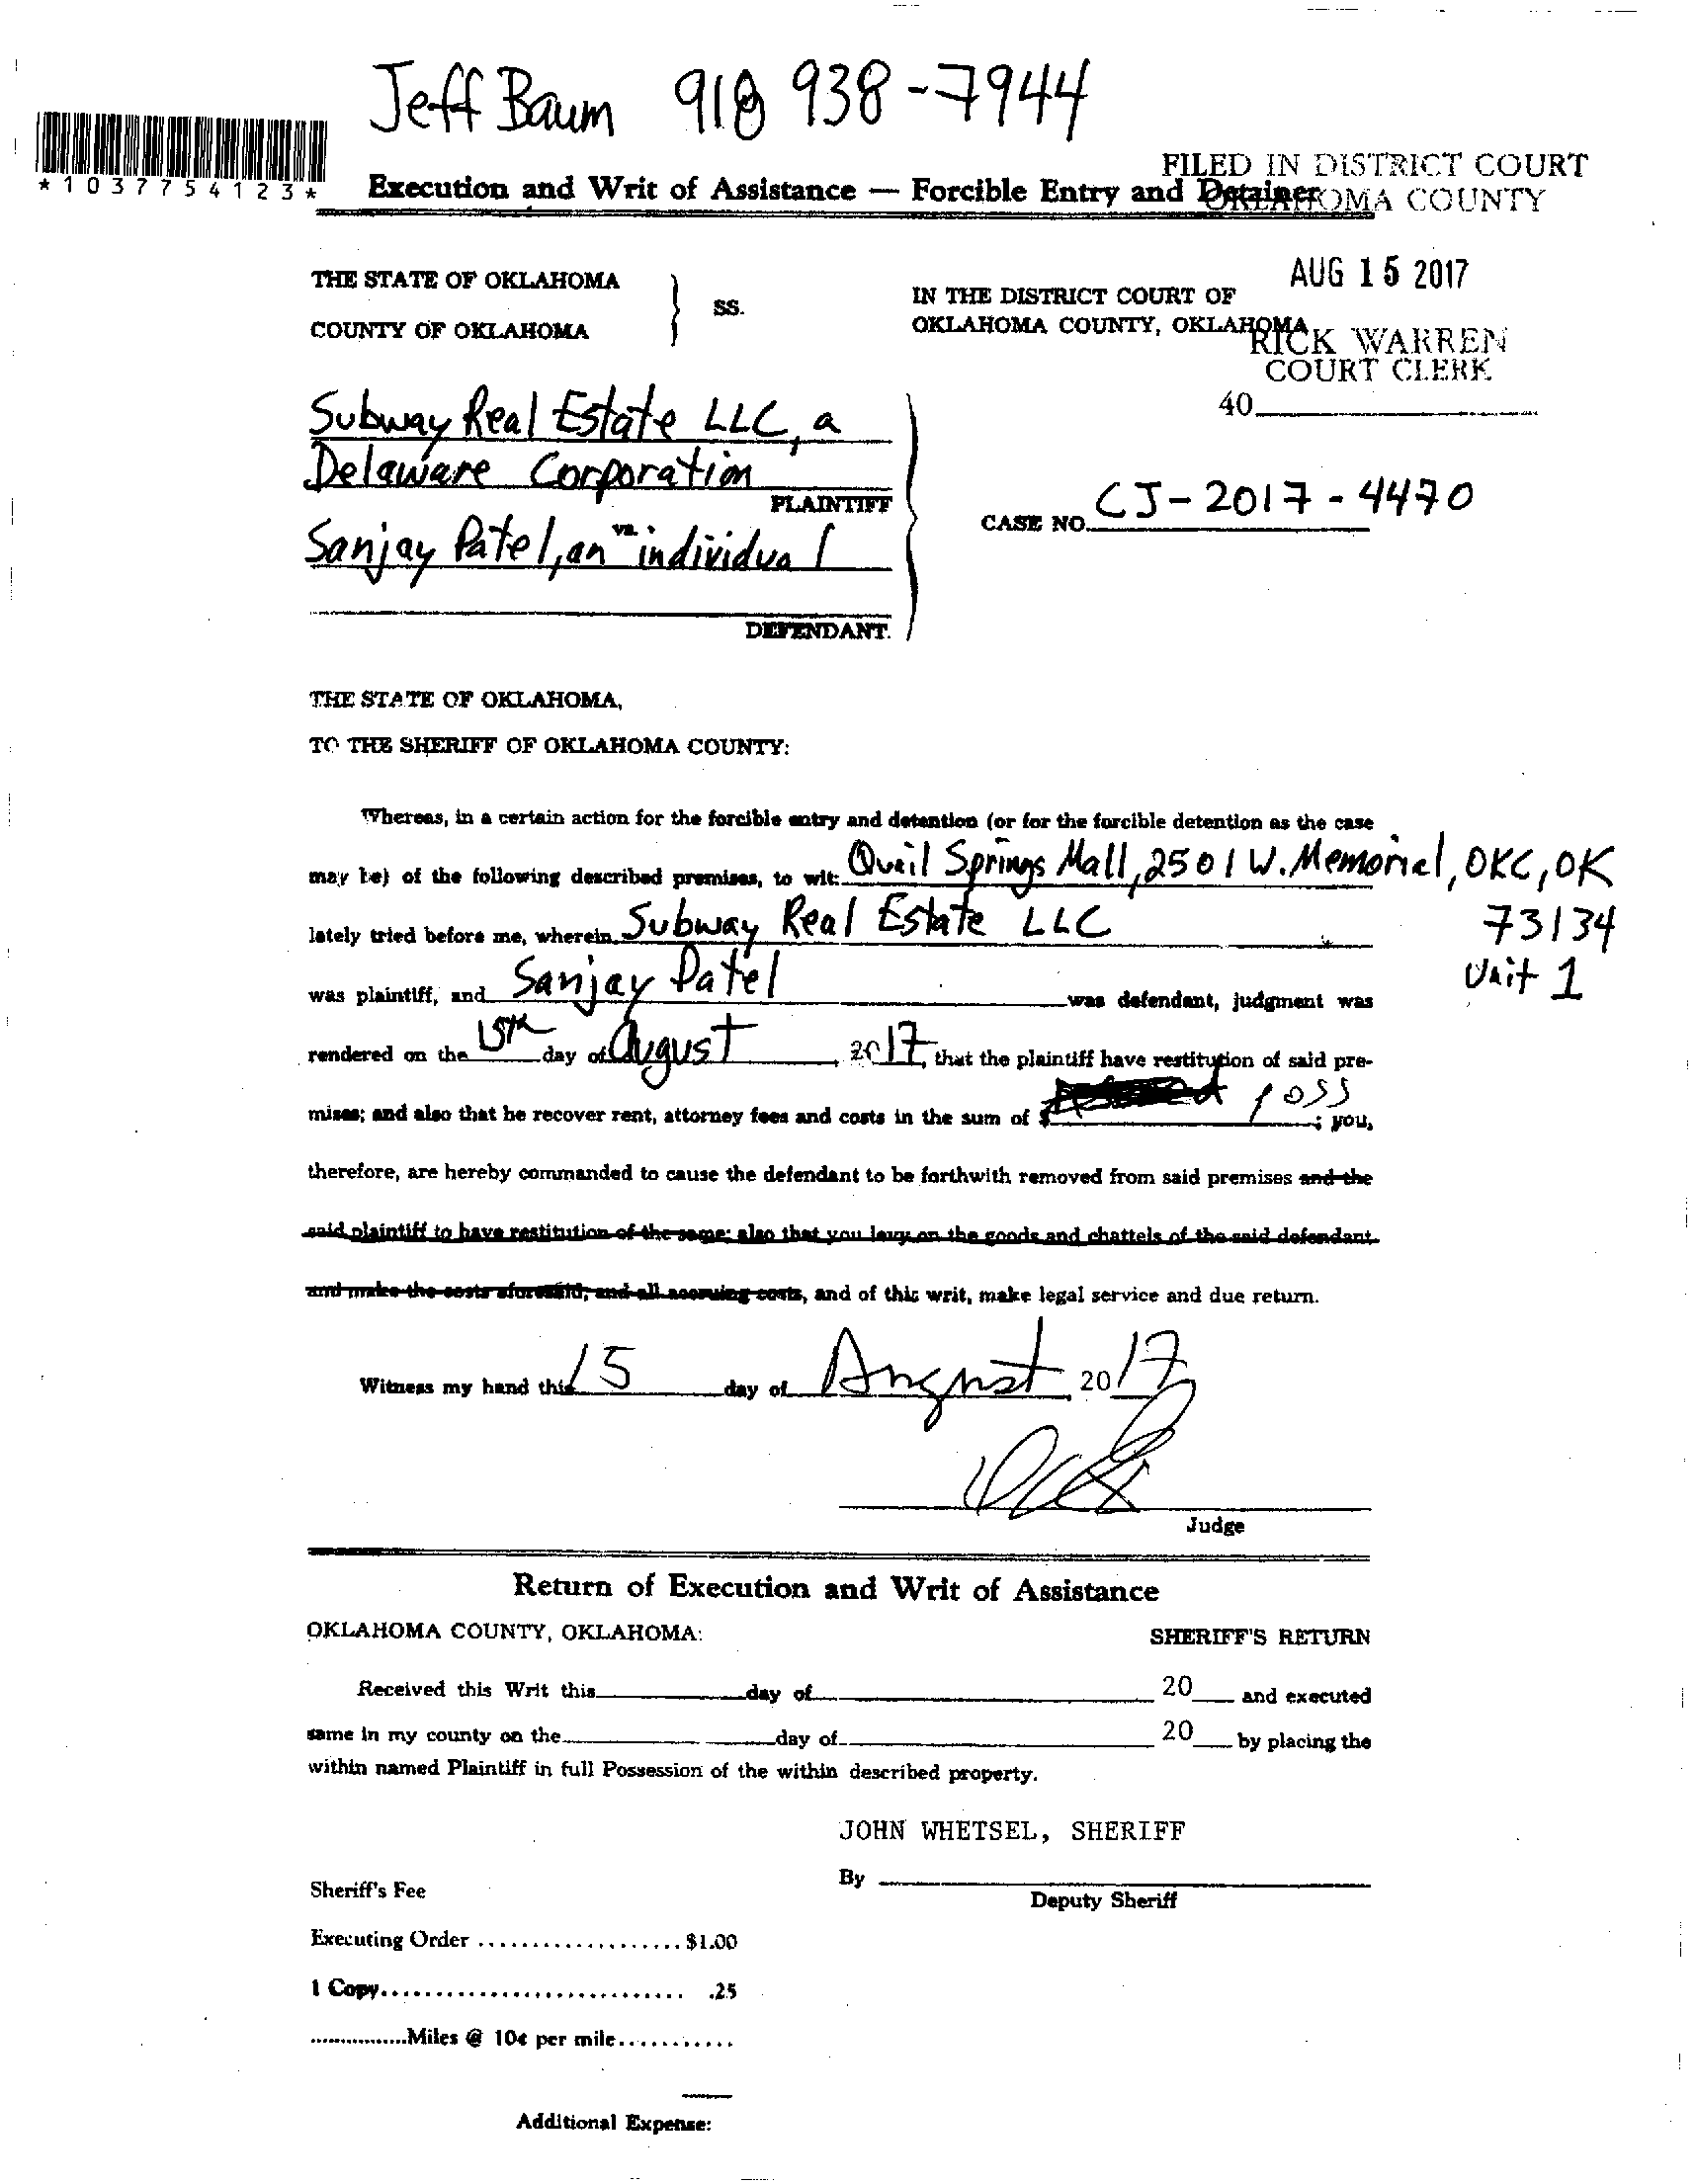 Jeff Baum 918 938-7944
*1037754123*
FILED IN DISTRICT COURT
OKLAHOMA COUNTY
Execution and Writ of Assistance — Forcible Entry and Detainer
AUG 15 2017
RICK WARREN
COURT CLERK
40
THE STATE OF OKLAHOMA
COUNTY OF OKLAHOMA
SS.
IN THE DISTRICT COURT OF
OKLAHOMA COUNTY, OKLAHOMA
Subway Real Estate LLC, a
Delaware Corporation
PLAINTIFF
vs.
Sanjay Patel, an individual
DEFENDANT.
CASE NO. CJ-2017-4470
THE STATE OF OKLAHOMA,
TO THE SHERIFF OF OKLAHOMA COUNTY:
Whereas, in a certain action for the forcible entry and detention (or for the forcible detention as the case
may be) of the following described premises, to wit: Quail Springs Mall, 2501 W. Memorial, OKC, OK
73134
Unit 1
lately tried before me, wherein Subway Real Estate LLC
was plaintiff, and Sanjay Patel was defendant, judgment was
rendered on the 15th day of August, 2017, that the plaintiff have restitution of said pre-
mises; and also that he recover rent, attorney fees and costs in the sum of $ poss; you,
therefore, are hereby commanded to cause the defendant to be forthwith removed from said premises and the
said plaintiff to have restitution of the same; also that you levy on the goods and chattels of the said defendant
and make the costs aforesaid, and all accruing costs, and of this writ, make legal service and due return.
Witness my hand this 15 day of August, 2017
Judge
Return of Execution and Writ of Assistance
OKLAHOMA COUNTY, OKLAHOMA:
SHERIFF'S RETURN
Received this Writ this day of 20 and executed
same in my county on the day of 20 by placing the
within named Plaintiff in full Possession of the within described property.
JOHN WHETSEL, SHERIFF
By
Deputy Sheriff
Sheriff's Fee
Executing Order ................... $1.00
1 Copy............................ .25
................Miles @ 10¢ per mile...........
Additional Expense: